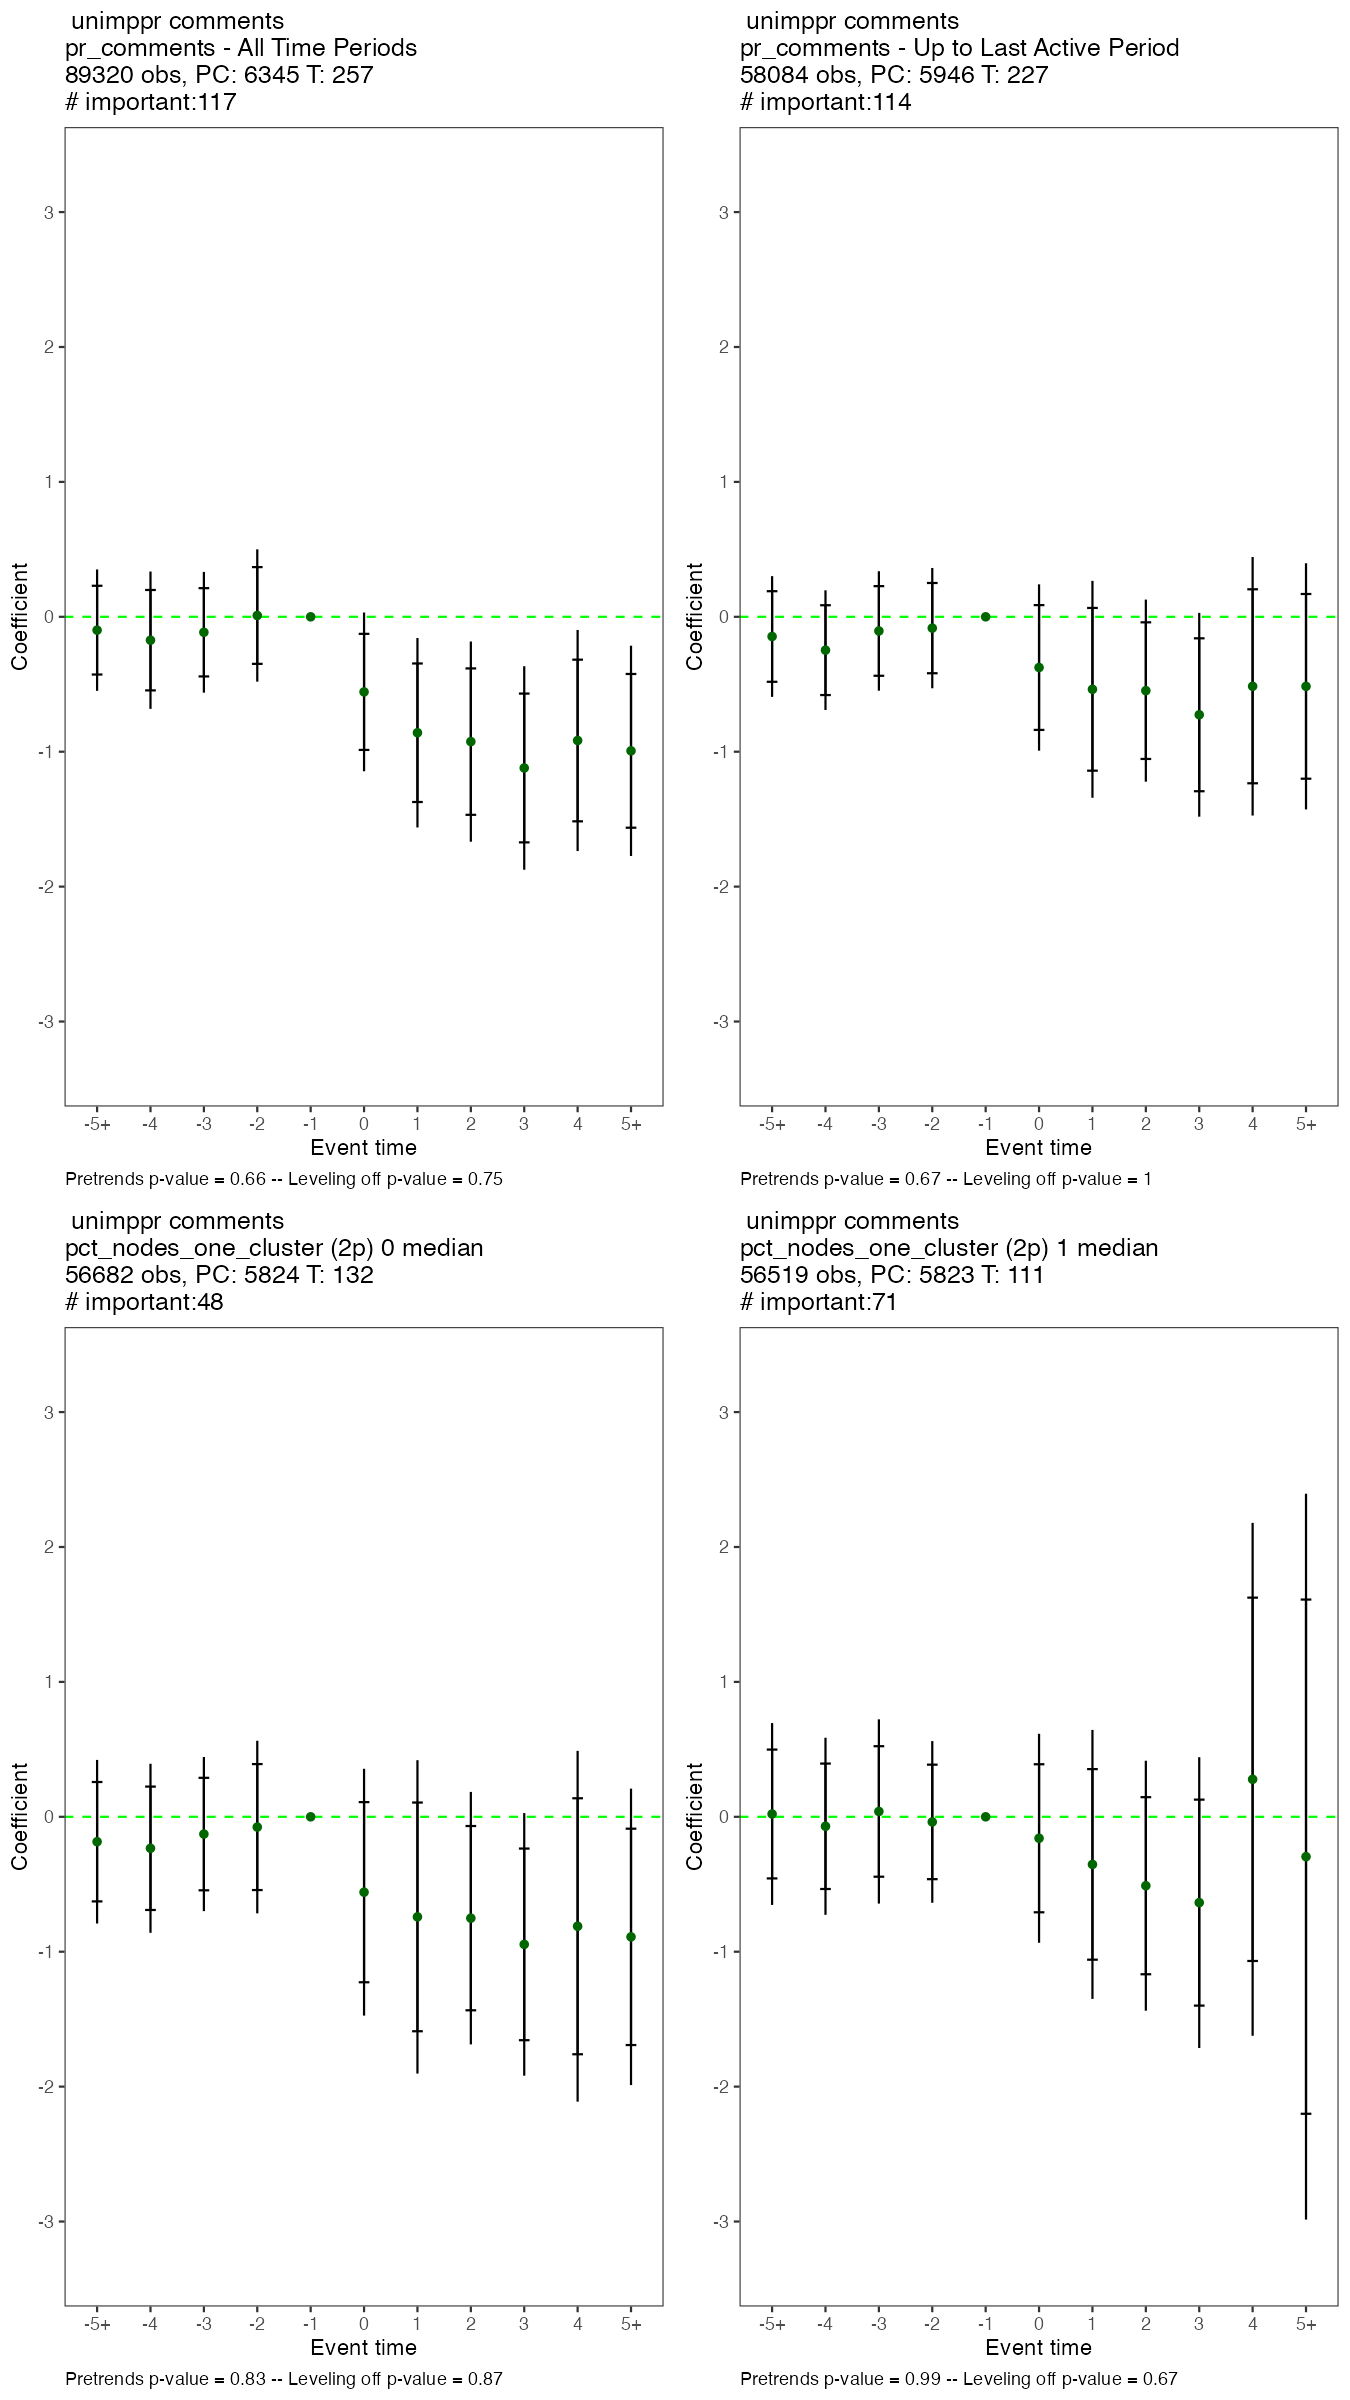 unimppr comments
pr_comments - All Time Periods
89320 obs, PC: 6345 T: 257
# important:117
3
2
1
0
-1
-2
-3
Coefficient
-5+ -4 -3 -2 -1 0 1 2 3 4 5+
Event time
Pretrends p-value = 0.66 -- Leveling off p-value = 0.75
unimppr comments
pr_comments - Up to Last Active Period
58084 obs, PC: 5946 T: 227
# important:114
3
2
1
0
-1
-2
-3
Coefficient
-5+ -4 -3 -2 -1 0 1 2 3 4 5+
Event time
Pretrends p-value = 0.67 -- Leveling off p-value = 1
unimppr comments
pct_nodes_one_cluster (2p) 0 median
56682 obs, PC: 5824 T: 132
# important:48
3
2
1
0
-1
-2
-3
Coefficient
-5+ -4 -3 -2 -1 0 1 2 3 4 5+
Event time
Pretrends p-value = 0.83 -- Leveling off p-value = 0.87
unimppr comments
pct_nodes_one_cluster (2p) 1 median
56519 obs, PC: 5823 T: 111
# important:71
3
2
1
0
-1
-2
-3
Coefficient
-5+ -4 -3 -2 -1 0 1 2 3 4 5+
Event time
Pretrends p-value = 0.99 -- Leveling off p-value = 0.67